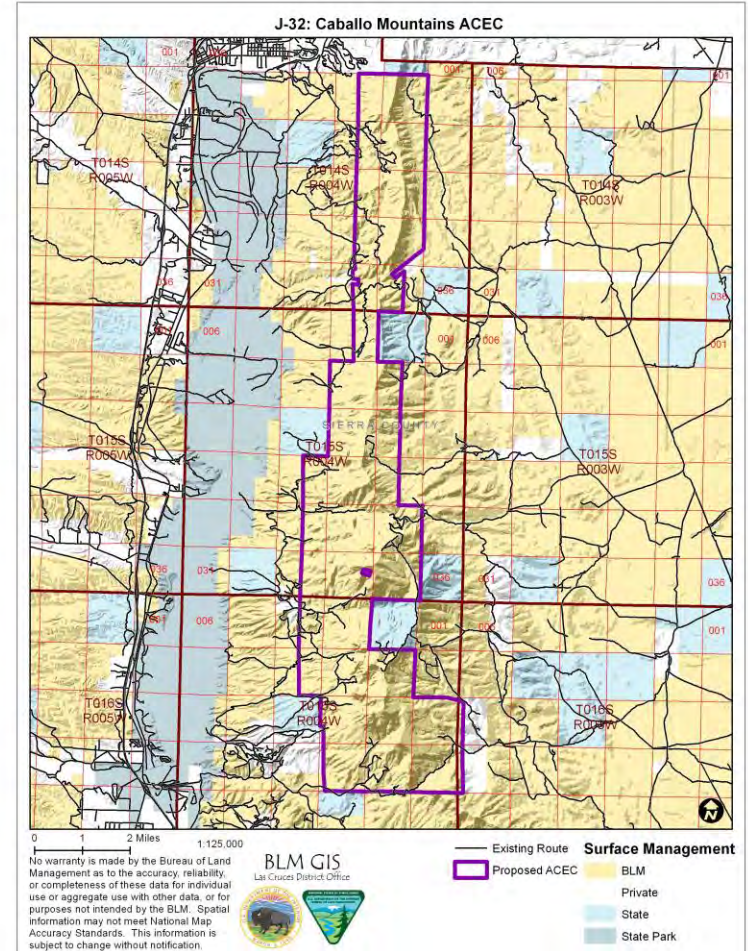 J-32: Caballo Mountains ACEC
001
001
006
001
T014S
R005W
T014S
R004W
T014S
R003W
036
031
036
031
036
006
001
006
001
SIERRA COUNTY
T015S
R005W
T015S
R004W
T015S
R003W
036
031
036
031
036
001
006
001
006
001
T016S
R005W
T016S
R004W
T016S
R003W
N
0 1 2 Miles
1:125,000
No warranty is made by the Bureau of Land
Management as to the accuracy, reliability,
or completeness of these data for individual
use or aggregate use with other data, or for
purposes not intended by the BLM. Spatial
information may not meet National Map
Accuracy Standards. This information is
subject to change without notification.
BLM GIS
Las Cruces District Office
Existing Route
Proposed ACEC
Surface Management
BLM
Private
State
State Park